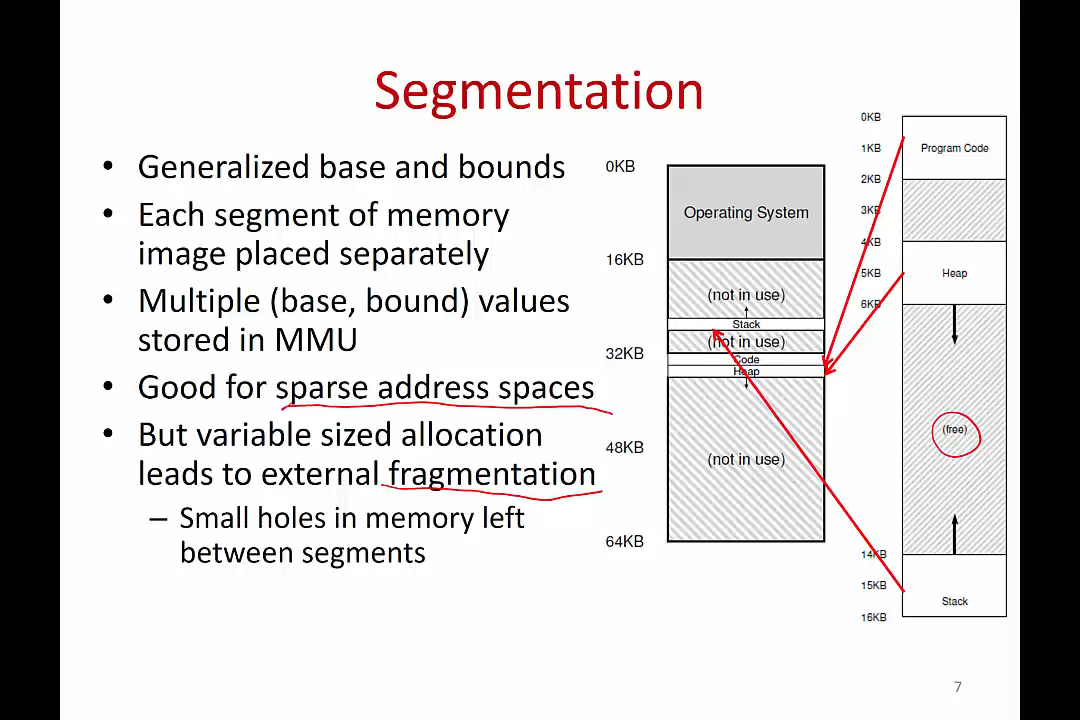 Segmentation
• Generalized base and bounds
• Each segment of memory
image placed separately
• Multiple (base, bound) values
stored in MMU
• Good for sparse address spaces
• But variable sized allocation
leads to external fragmentation
– Small holes in memory left
between segments
0KB
Operating System
16KB
(not in use)
Stack
(not in use)
32KB
Code
Heap
48KB
(not in use)
64KB
0KB
1KB
Program Code
2KB
3KB
4KB
5KB
Heap
6KB
(free)
14KB
15KB
Stack
16KB
7